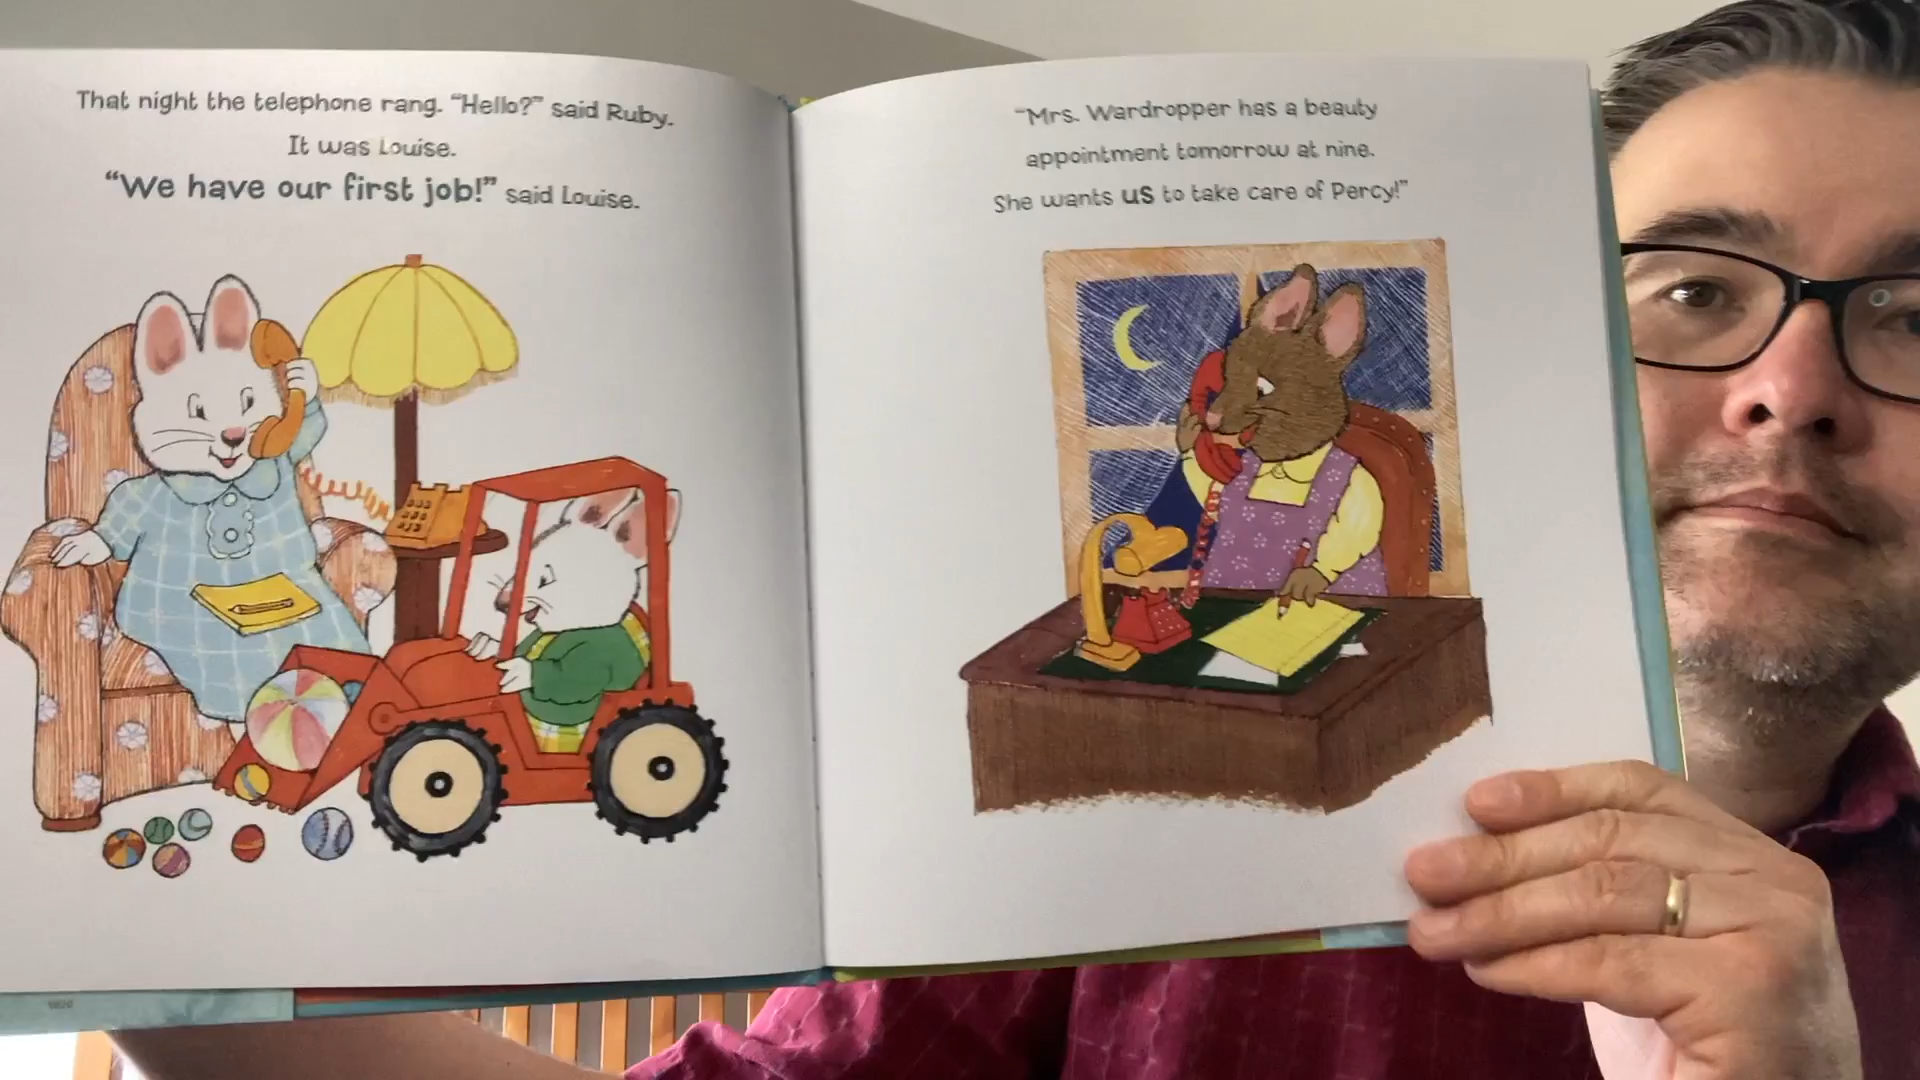 That night the telephone rang. “Hello?” said Ruby.
It was Louise.
“We have our first job!” said Louise.
“Mrs. Wardropper has a beauty
appointment tomorrow at nine.
She wants us to take care of Percy!”